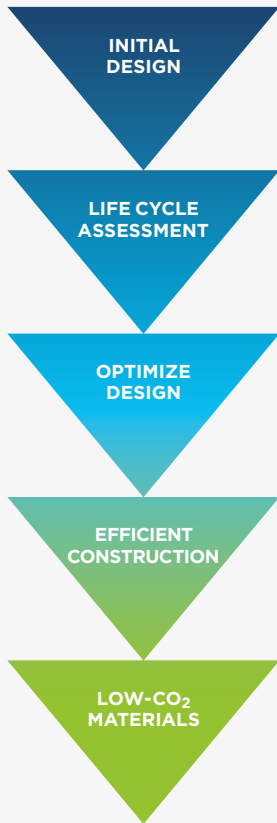 INITIAL
DESIGN
LIFE CYCLE
ASSESSMENT
OPTIMIZE
DESIGN
EFFICIENT
CONSTRUCTION
LOW-CO₂
MATERIALS